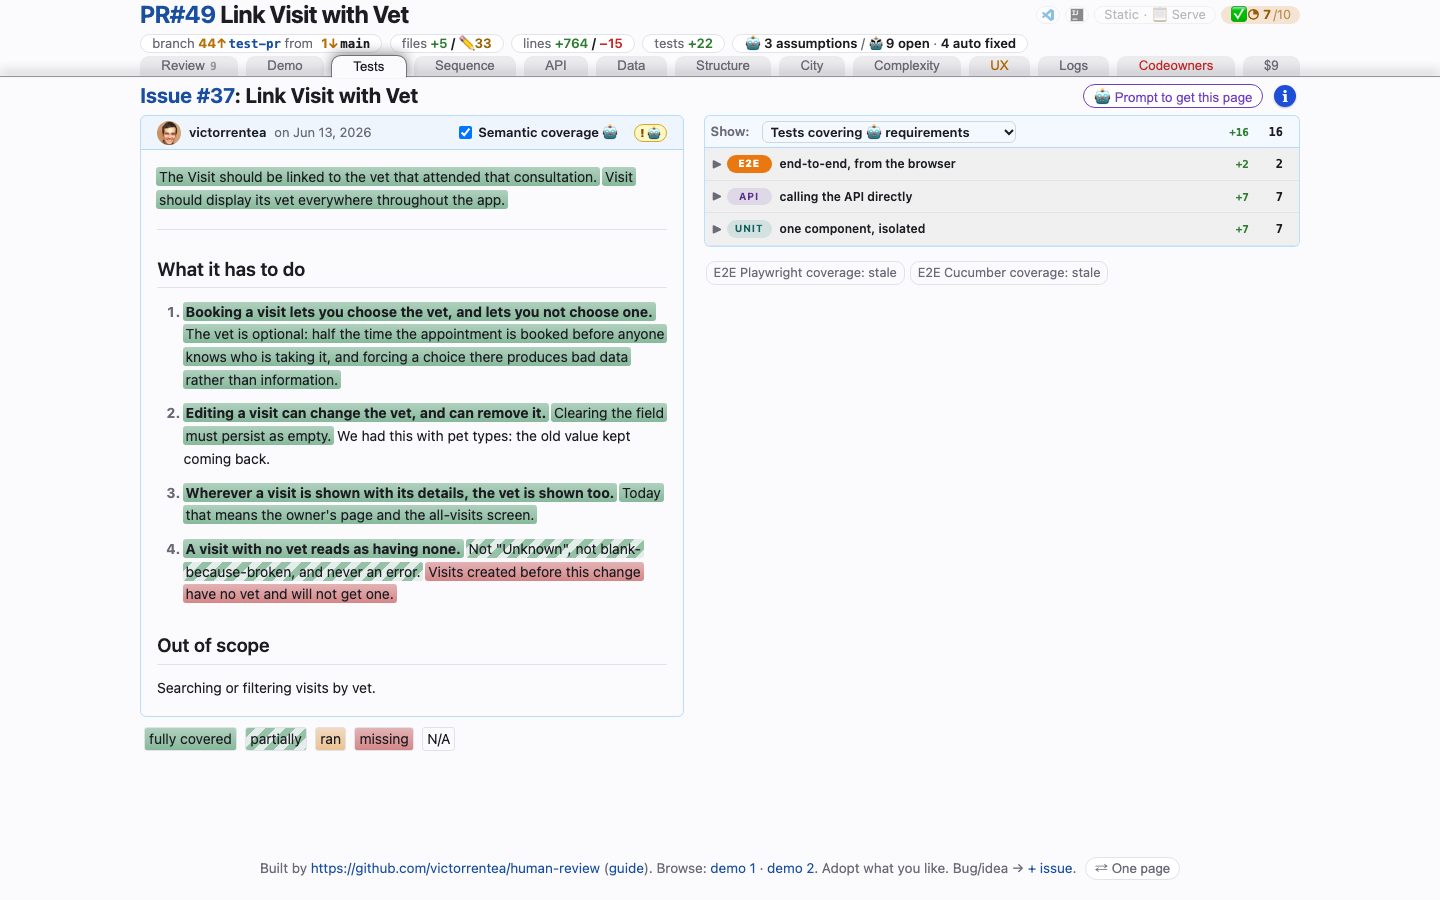 PR#49 Link Visit with Vet
Static · Serve
7/10
branch 44↑test-pr from 1↓main
files +5 / 33
lines +764 / −15
tests +22
3 assumptions / 9 open · 4 auto fixed
Review 9
Demo
Tests
Sequence
API
Data
Structure
City
Complexity
UX
Logs
Codeowners
$9
Issue #37: Link Visit with Vet
Prompt to get this page
i
victorrentea on Jun 13, 2026
Semantic coverage
!
The Visit should be linked to the vet that attended that consultation. Visit
should display its vet everywhere throughout the app.
What it has to do
1. Booking a visit lets you choose the vet, and lets you not choose one.
The vet is optional: half the time the appointment is booked before anyone
knows who is taking it, and forcing a choice there produces bad data
rather than information.
2. Editing a visit can change the vet, and can remove it. Clearing the field
must persist as empty. We had this with pet types: the old value kept
coming back.
3. Wherever a visit is shown with its details, the vet is shown too. Today
that means the owner's page and the all-visits screen.
4. A visit with no vet reads as having none. Not "Unknown", not blank-
because-broken, and never an error. Visits created before this change
have no vet and will not get one.
Out of scope
Searching or filtering visits by vet.
fully covered
partially
ran
missing
N/A
Show: Tests covering requirements +16 16
E2E end-to-end, from the browser +2 2
API calling the API directly +7 7
UNIT one component, isolated +7 7
E2E Playwright coverage: stale
E2E Cucumber coverage: stale
Built by https://github.com/victorrentea/human-review (guide). Browse: demo 1 · demo 2. Adopt what you like. Bug/idea → + issue.
⇄ One page